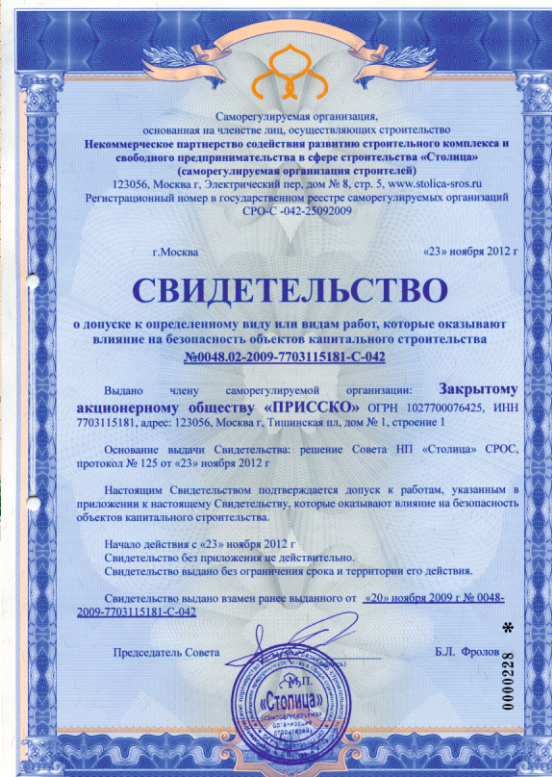 Саморегулируемая организация,
основанная на членстве лиц, осуществляющих строительство
Некоммерческое партнерство содействия развитию строительного комплекса и
свободного предпринимательства в сфере строительства «Столица»
(саморегулируемая организация строителей)
123056, Москва г, Электрический пер, дом № 8, стр. 5, www.stolica-sros.ru
Регистрационный номер в государственном реестре саморегулируемых организаций
СРО-С -042-25092009
г.Москва «23» ноября 2012 г
СВИДЕТЕЛЬСТВО
о допуске к определенному виду или видам работ, которые оказывают
влияние на безопасность объектов капитального строительства
№0048.02-2009-7703115181-С-042
Выдано члену саморегулируемой организации: Закрытому
акционерному обществу «ПРИССКО» ОГРН 1027700076425, ИНН
7703115181, адрес: 123056, Москва г, Тишинская пл, дом № 1, строение 1
Основание выдачи Свидетельства: решение Совета НП «Столица» СРОС,
протокол № 125 от «23» ноября 2012 г
Настоящим Свидетельством подтверждается допуск к работам, указанным в
приложении к настоящему Свидетельству, которые оказывают влияние на безопасность
объектов капитального строительства.
Начало действия с «23» ноября 2012 г
Свидетельство без приложения не действительно.
Свидетельство выдано без ограничения срока и территории его действия.
Свидетельство выдано взамен ранее выданного от «20» ноября 2009 г № 0048-
2009-7703115181-С-042
Председатель Совета Б.Л. Фролов
М.П.
«Столица»
саморегулируемая
организация
строителей
0000228 *